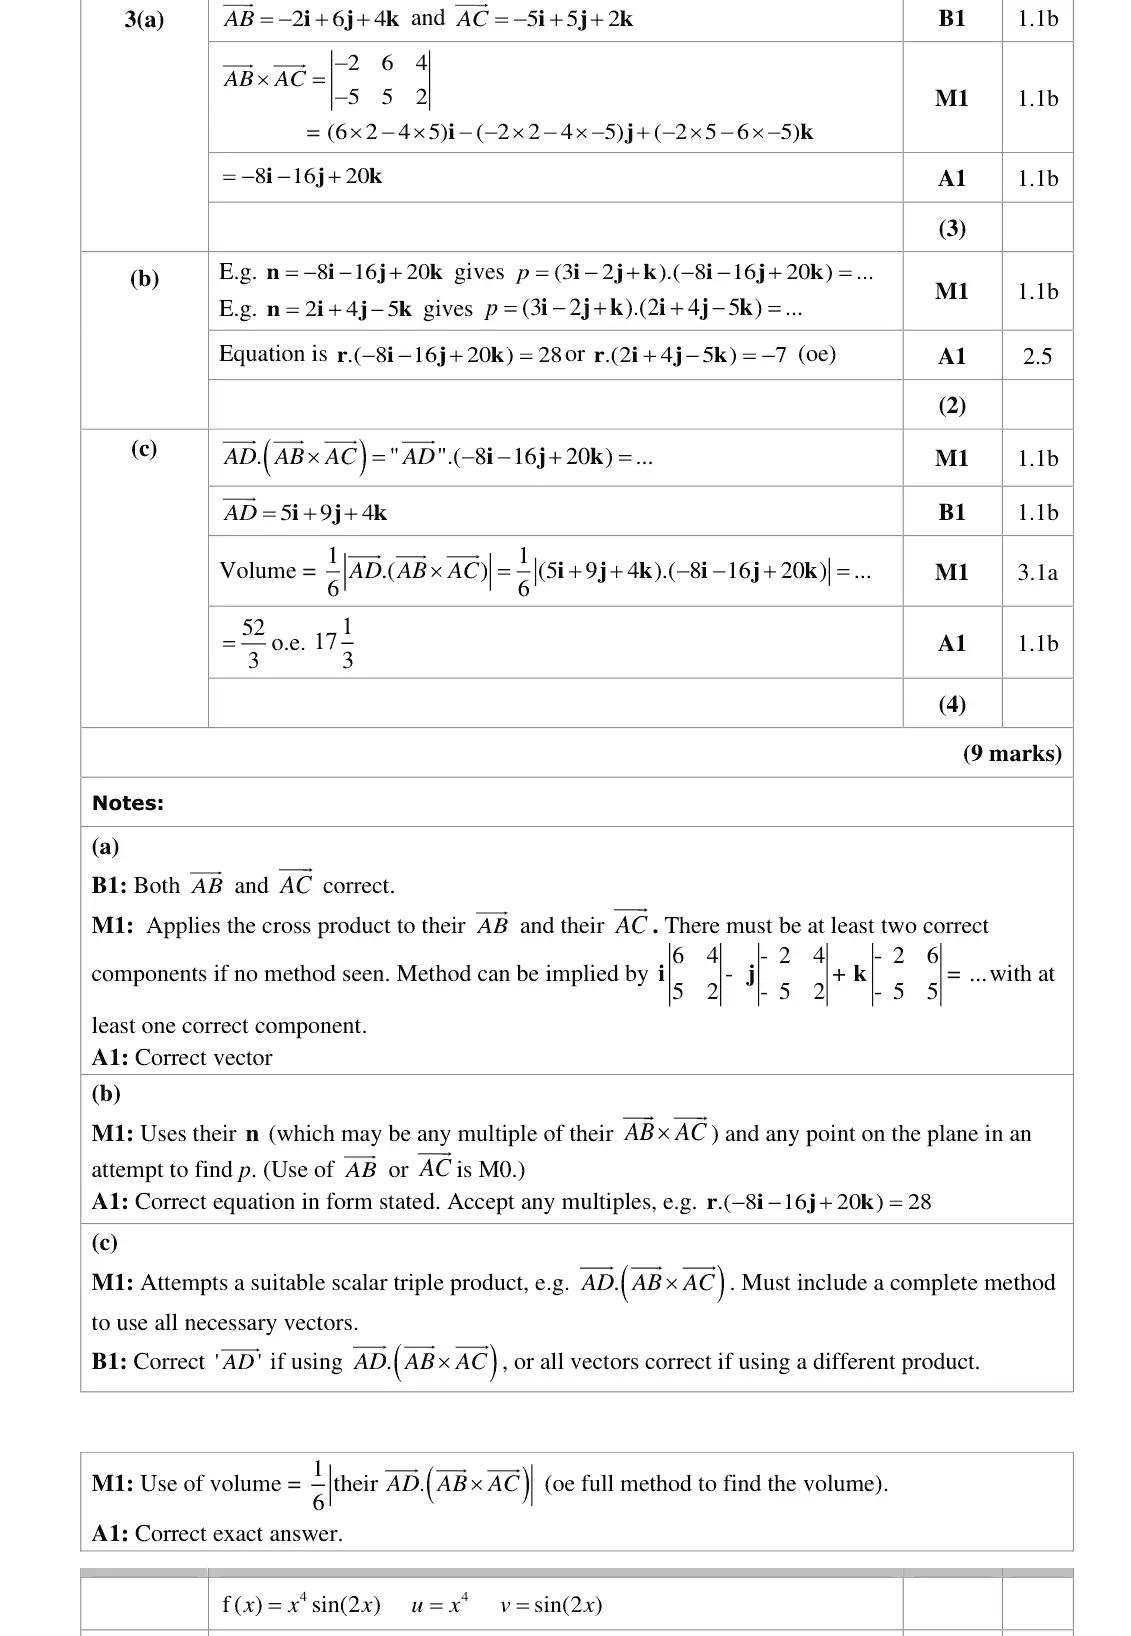 3(a) AB = −2i + 6j + 4k and AC = −5i + 5j + 2k B1 1.1b
AB × AC = |−2 6 4|
|−5 5 2|
= (6×2 − 4×5)i − (−2×2 − 4×−5)j + (−2×5 − 6×−5)k M1 1.1b
= −8i − 16j + 20k A1 1.1b
(3)
(b) E.g. n = −8i − 16j + 20k gives p = (3i − 2j + k).(−8i − 16j + 20k) = ...
E.g. n = 2i + 4j − 5k gives p = (3i − 2j + k).(2i + 4j − 5k) = ... M1 1.1b
Equation is r.(−8i − 16j + 20k) = 28 or r.(2i + 4j − 5k) = −7 (oe) A1 2.5
(2)
(c) AD.(AB × AC) = "AD".(−8i − 16j + 20k) = ... M1 1.1b
AD = 5i + 9j + 4k B1 1.1b
Volume = 1/6 |AD.(AB × AC)| = 1/6 |(5i + 9j + 4k).(−8i − 16j + 20k)| = ... M1 3.1a
= 52/3 o.e. 17 1/3 A1 1.1b
(4)
(9 marks)
Notes:
(a)
B1: Both AB and AC correct.
M1: Applies the cross product to their AB and their AC . There must be at least two correct
components if no method seen. Method can be implied by i |6 4; 5 2| - j |- 2 4; - 5 2| + k |- 2 6; - 5 5| = ... with at
least one correct component.
A1: Correct vector
(b)
M1: Uses their n (which may be any multiple of their AB × AC ) and any point on the plane in an
attempt to find p. (Use of AB or AC is M0.)
A1: Correct equation in form stated. Accept any multiples, e.g. r.(−8i − 16j + 20k) = 28
(c)
M1: Attempts a suitable scalar triple product, e.g. AD.(AB × AC) . Must include a complete method
to use all necessary vectors.
B1: Correct 'AD' if using AD.(AB × AC) , or all vectors correct if using a different product.
M1: Use of volume = 1/6 |their AD.(AB × AC)| (oe full method to find the volume).
A1: Correct exact answer.
f(x) = x⁴ sin(2x) u = x⁴ v = sin(2x)